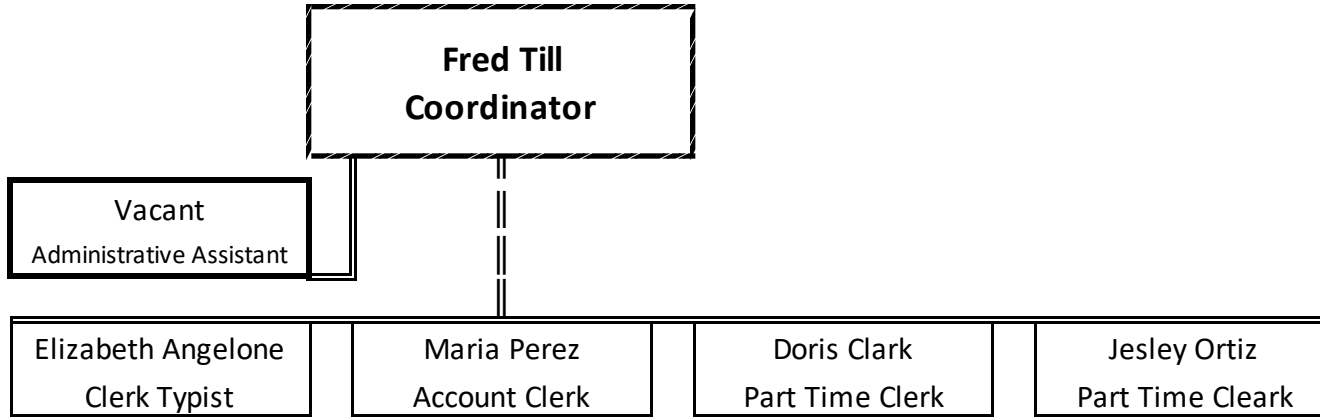 Fred Till
Coordinator
Vacant
Administrative Assistant
Elizabeth Angelone
Clerk Typist
Maria Perez
Account Clerk
Doris Clark
Part Time Clerk
Jesley Ortiz
Part Time Cleark